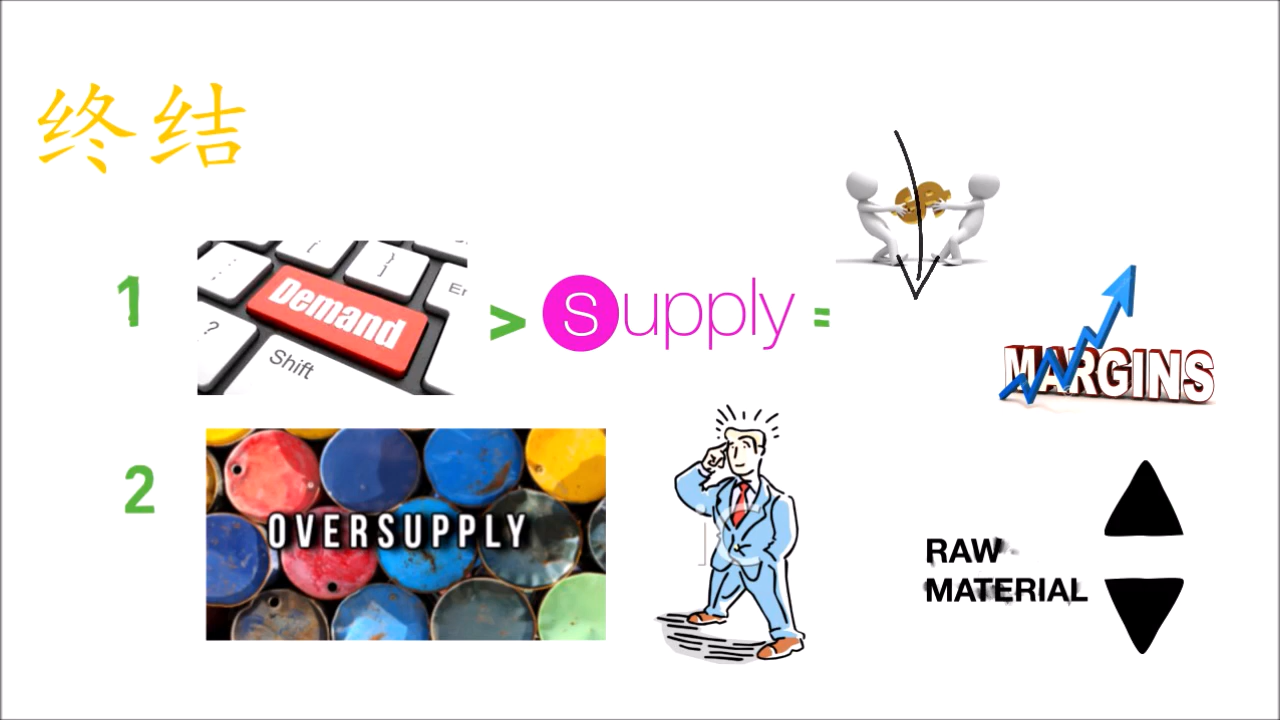 终结
1
Demand
Shift
>
supply
=
MARGINS
2
OVERSUPPLY
RAW
MATERIAL